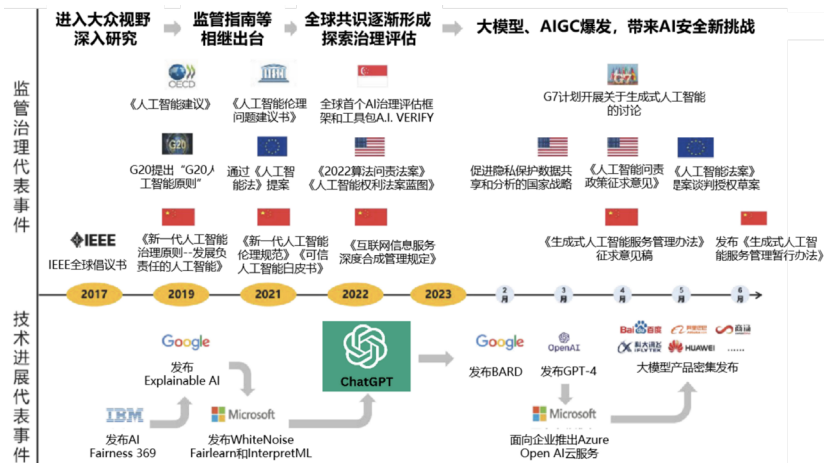 进入大众视野
深入研究
监管指南等
相继出台
全球共识逐渐形成
探索治理评估
大模型、AIGC爆发，带来AI安全新挑战
监管治理代表事件
OECD
《人工智能建议》
《人工智能伦理
问题建议书》
全球首个AI治理评估框
架和工具包A.I. VERIFY
G7计划开展关于生成式人工智能
的讨论
G20
G20提出“G20人
工智能原则”
通过《人工智
能法》提案
《2022算法问责法案》
《人工智能权利法案蓝图》
促进隐私保护数据共
享和分析的国家战略
《人工智能问责
政策征求意见》
《人工智能法案》
是案谈判授权草案
IEEE
IEEE全球倡议书
《新一代人工智能
治理原则--发展负
责任的人工智能》
《新一代人工智能
伦理规范》《可信
人工智能白皮书》
《互联网信息服务
深度合成管理规定》
《生成式人工智能服务管理办法》
征求意见稿
发布《生成式人工智
能服务管理暂行办法》
2017
2019
2021
2022
2023
2月
3月
4月
5月
6月
技术进展代表事件
IBM
发布AI
Fairness 369
Google
发布
Explainable AI
Microsoft
发布WhiteNoise
Fairlearn和InterpretML
ChatGPT
Google
发布BARD
OpenAI
发布GPT-4
Microsoft
面向企业推出Azure
Open AI云服务
Bai百度
阿里巴巴
商汤
科大讯飞
iFLYTEK
HUAWEI
......
大模型产品密集发布